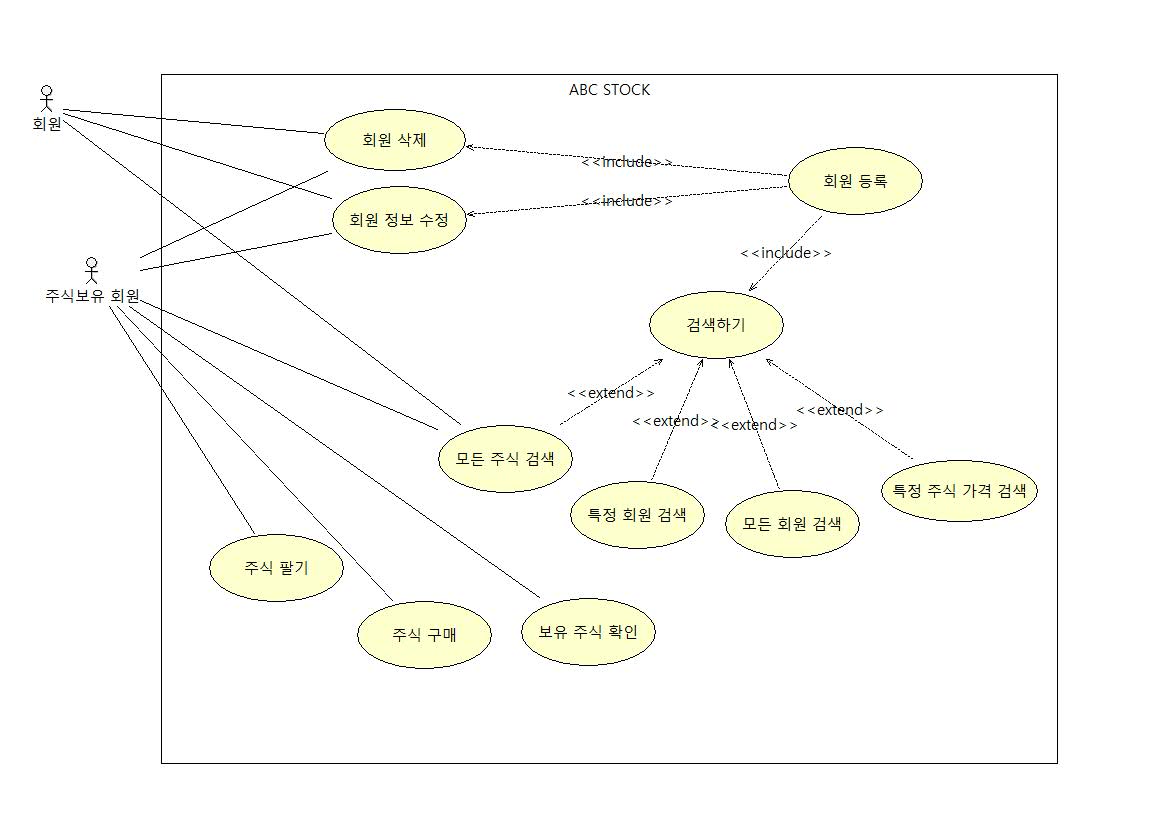 ABC STOCK
회원
회원 삭제
<<include>>
회원 등록
<<include>>
회원 정보 수정
<<include>>
주식보유 회원
검색하기
<<extend>>
<<extend>>
<<extend>>
<<extend>>
모든 주식 검색
특정 회원 검색
모든 회원 검색
특정 주식 가격 검색
주식 팔기
주식 구매
보유 주식 확인